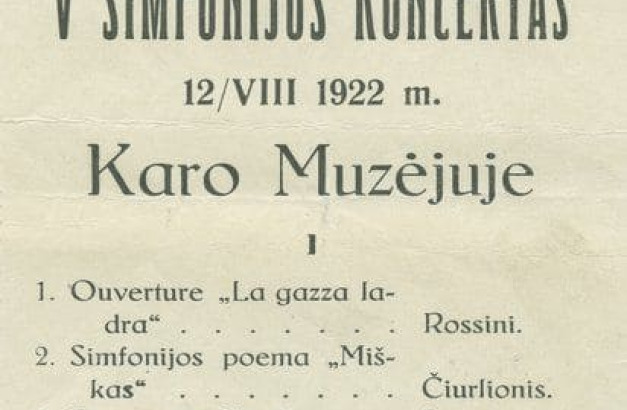 V SIMFONIJOS KONCERTAS
12/VIII 1922 m.
Karo Muzėjuje
I
1. Ouverture „La gazza la-
dra“ . . . . . . . Rossini.
2. Simfonijos poema „Miš-
kas“ . . . . . . . Čiurlionis.